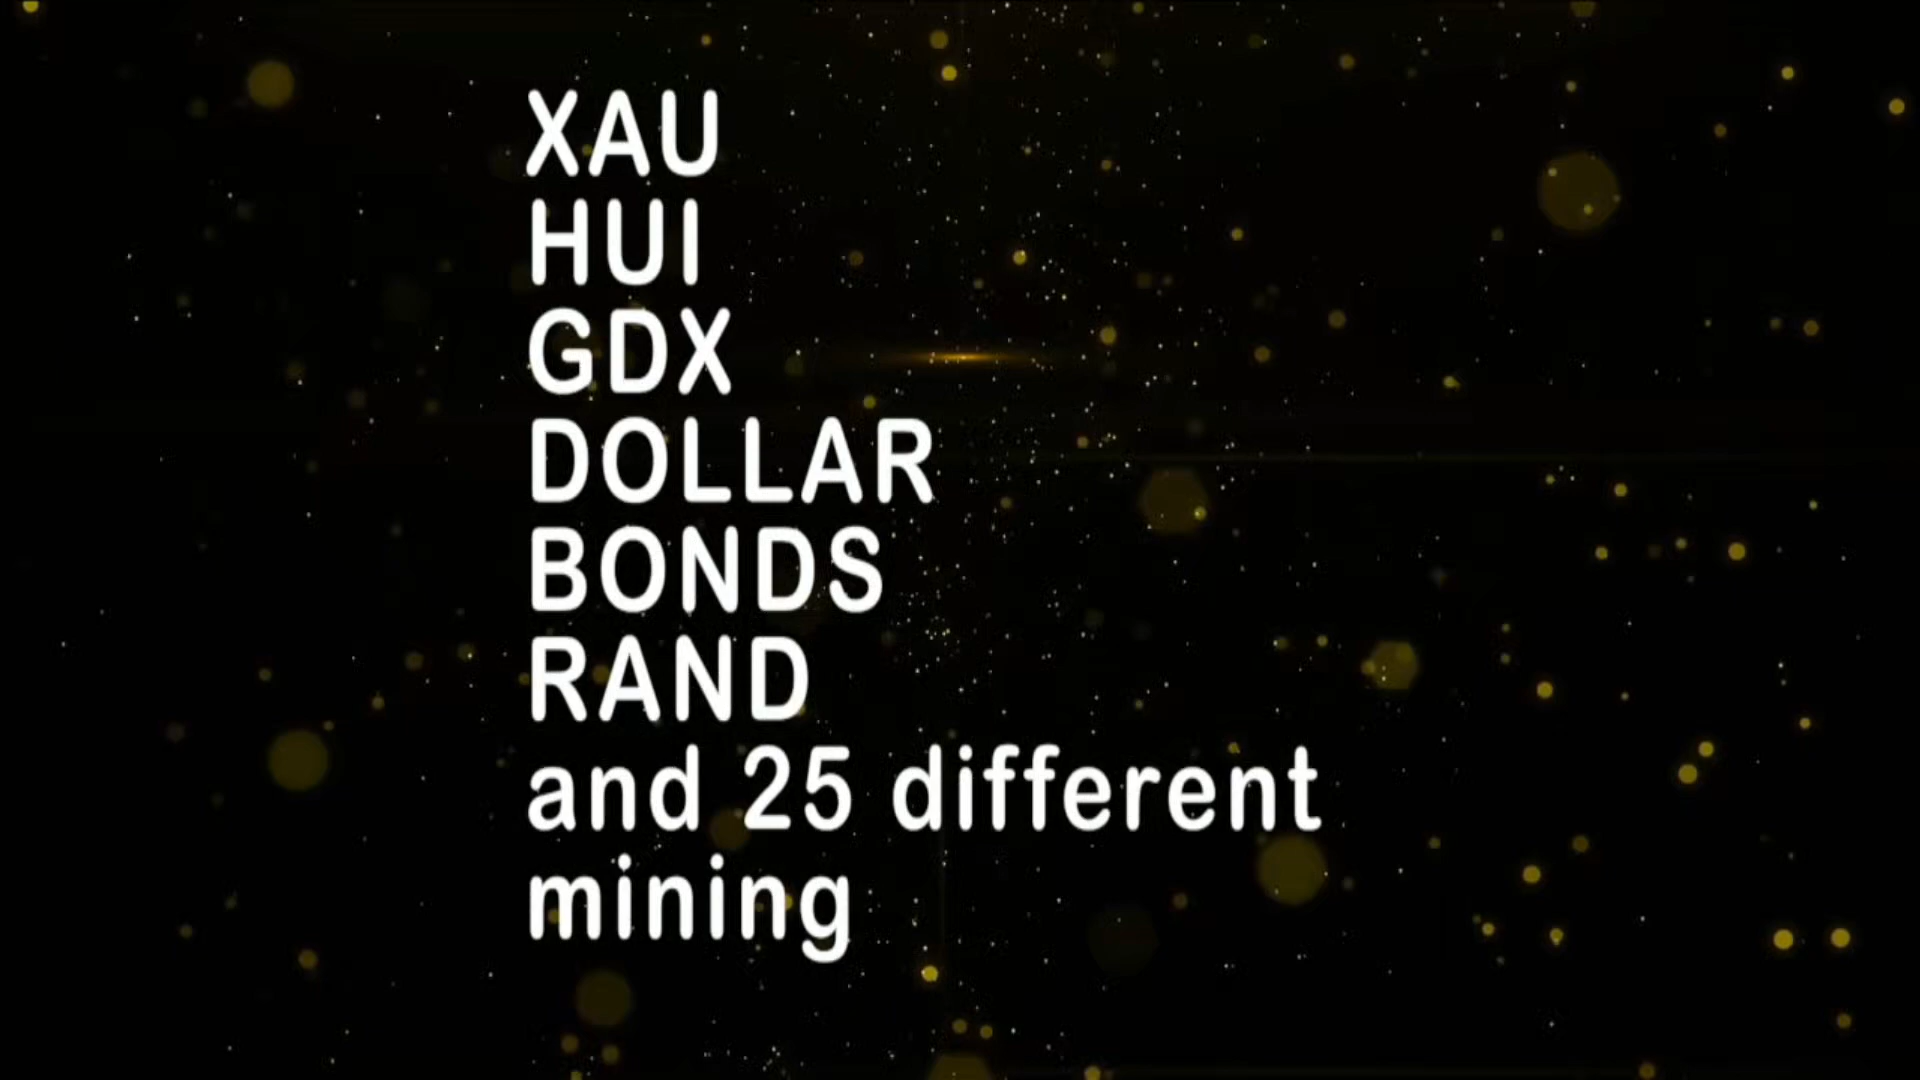 XAU
HUI
GDX
DOLLAR
BONDS
RAND
and 25 different
mining